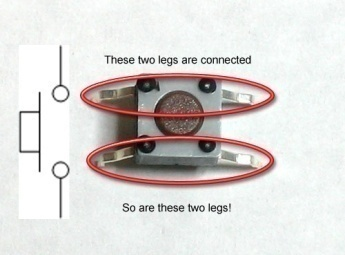 These two legs are connected
So are these two legs!